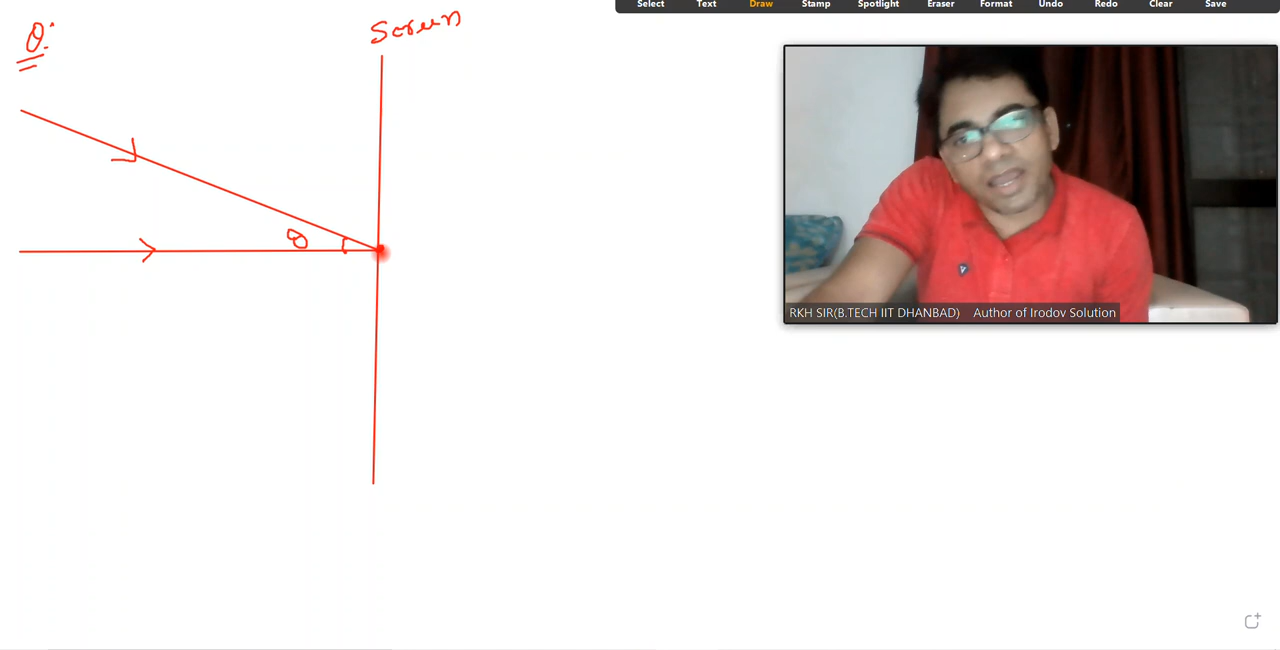 Select Text Draw Stamp Spotlight Eraser Format Undo Redo Clear Save
Q:
Screen
θ
RKH SIR(B.TECH IIT DHANBAD) Author of Irodov Solution